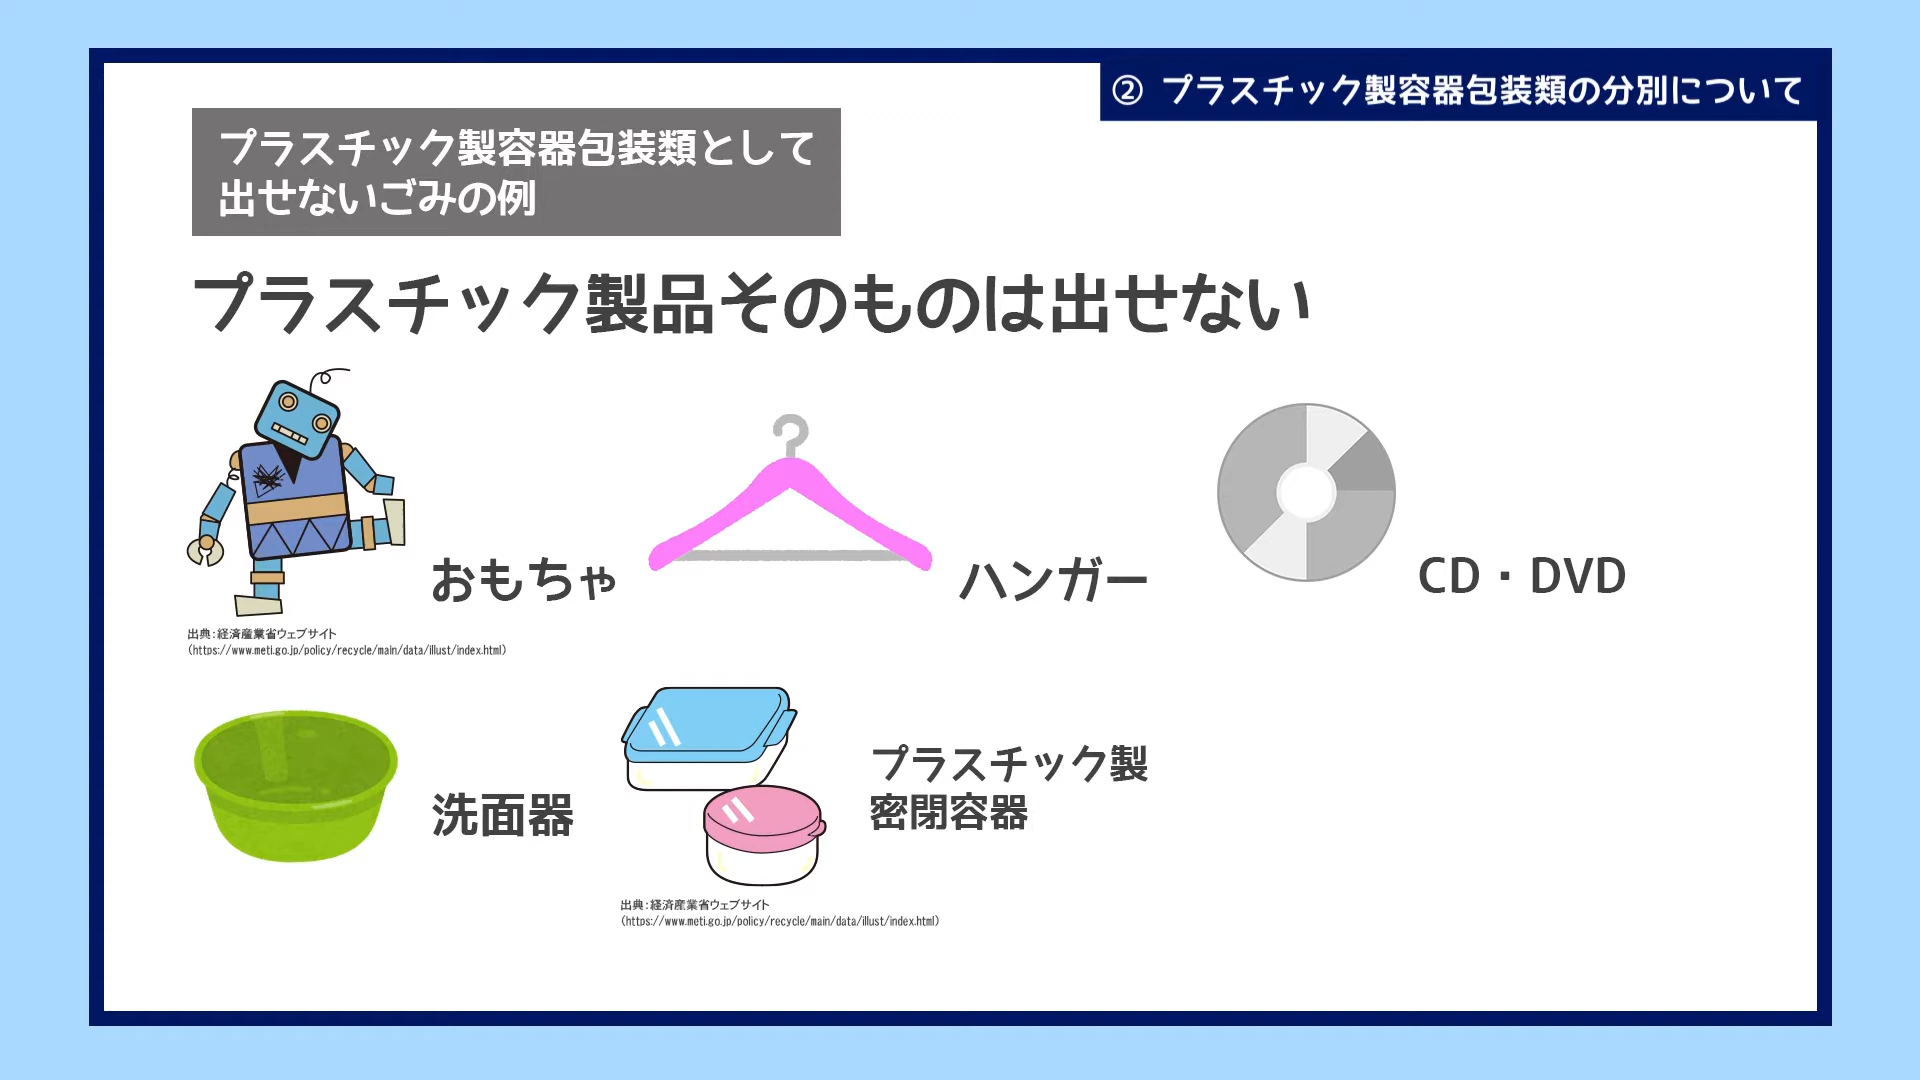 ② プラスチック製容器包装類の分別について
プラスチック製容器包装類として
出せないごみの例
プラスチック製品そのものは出せない
おもちゃ
ハンガー
CD・DVD
出典:経済産業省ウェブサイト
(https://www.meti.go.jp/policy/recycle/main/data/illust/index.html)
洗面器
プラスチック製
密閉容器
出典:経済産業省ウェブサイト
(https://www.meti.go.jp/policy/recycle/main/data/illust/index.html)